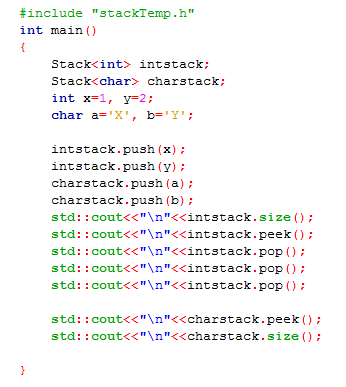 #include "stackTemp.h"
int main()
{
    Stack<int> intstack;
    Stack<char> charstack;
    int x=1, y=2;
    char a='X', b='Y';

    intstack.push(x);
    intstack.push(y);
    charstack.push(a);
    charstack.push(b);
    std::cout<<"\n"<<intstack.size();
    std::cout<<"\n"<<intstack.peek();
    std::cout<<"\n"<<intstack.pop();
    std::cout<<"\n"<<intstack.pop();
    std::cout<<"\n"<<intstack.pop();

    std::cout<<"\n"<<charstack.peek();
    std::cout<<"\n"<<charstack.size();

}